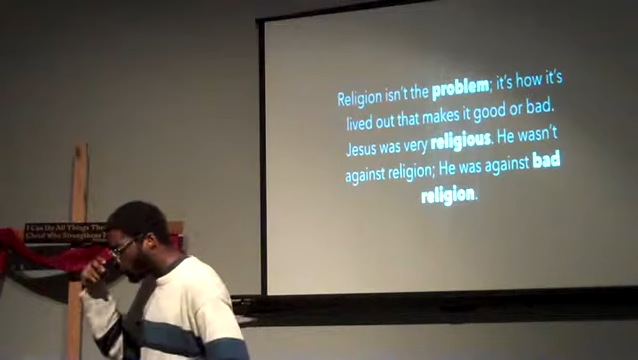 Religion isn't the problem; it's how it's
lived out that makes it good or bad.
Jesus was very religious. He wasn't
against religion; He was against bad
religion.
I Can Do All Things Thr
Christ Who Strengthens